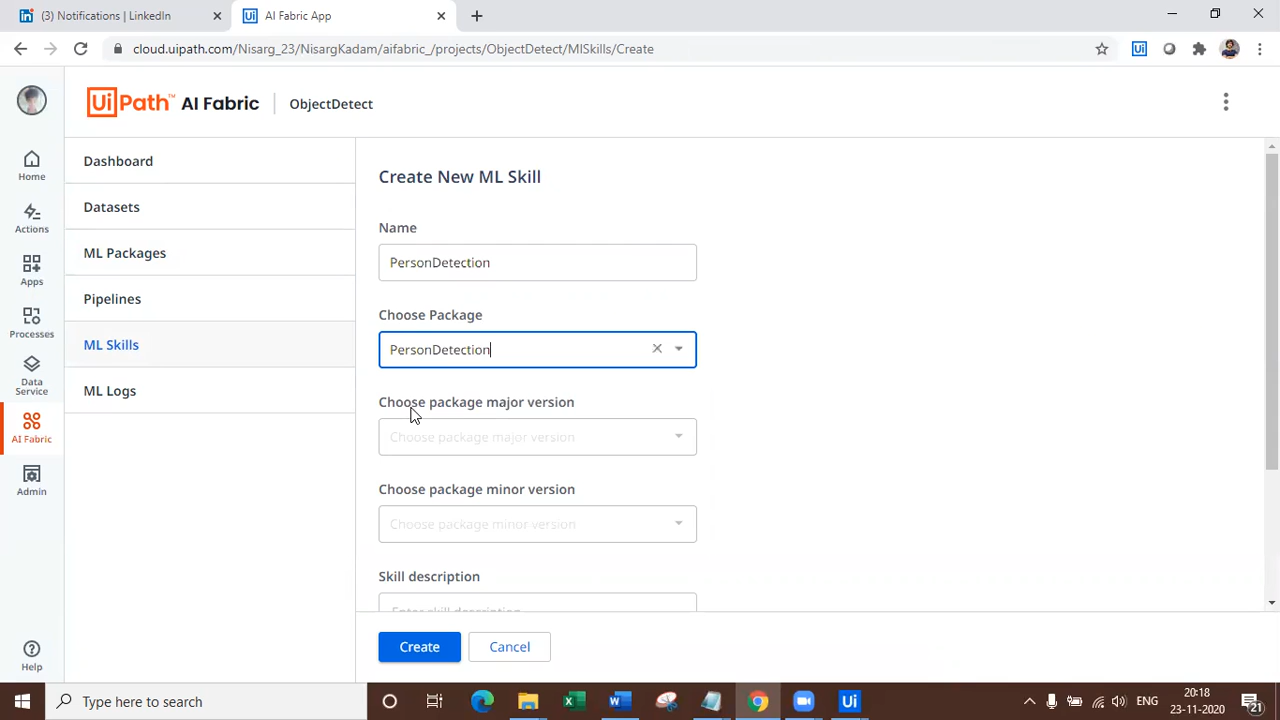 (3) Notifications | LinkedIn
AI Fabric App
cloud.uipath.com/Nisarg_23/NisargKadam/aifabric_/projects/ObjectDetect/MlSkills/Create
UiPath™ AI Fabric
ObjectDetect
Home
Actions
Apps
Processes
Data
Service
AI Fabric
Admin
Help
Dashboard
Datasets
ML Packages
Pipelines
ML Skills
ML Logs
Create New ML Skill
Name
PersonDetection
Choose Package
PersonDetection
Choose package major version
Choose package major version
Choose package minor version
Choose package minor version
Skill description
Enter skill description
Create
Cancel
Type here to search
ENG
20:18
23-11-2020
21